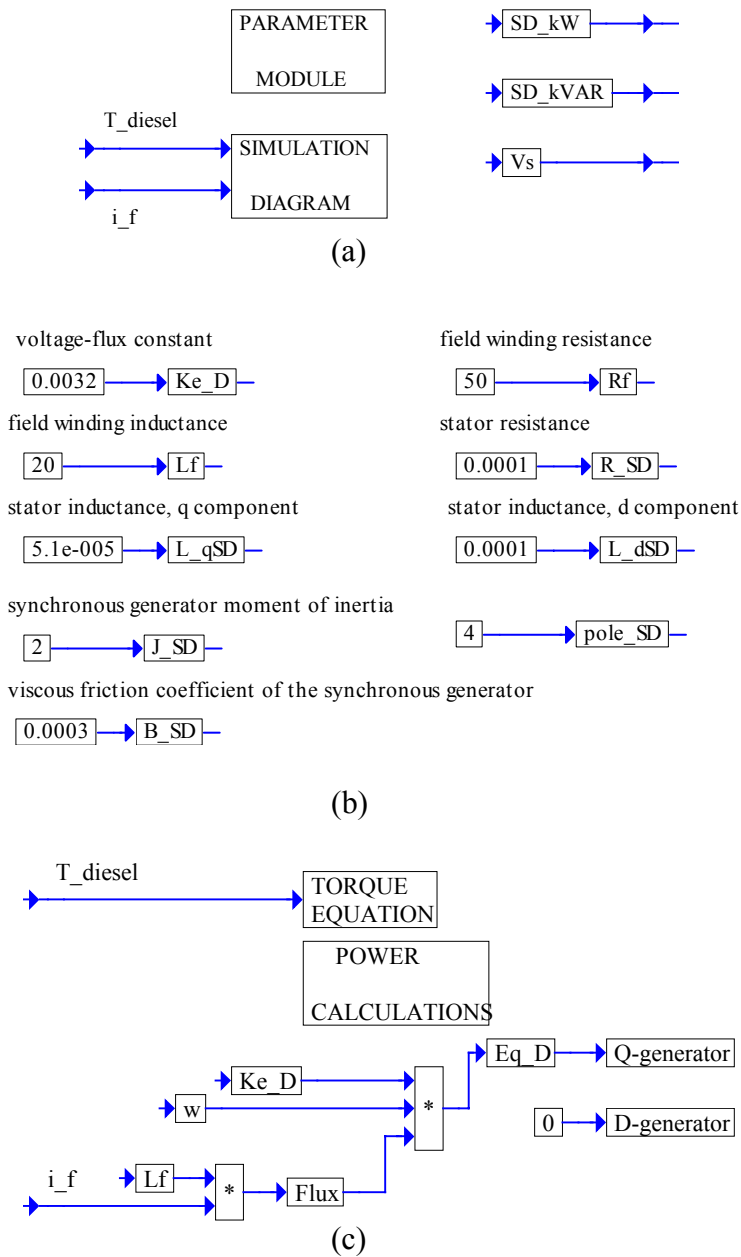 PARAMETER
MODULE
SD_kW
SD_kVAR
T_diesel
SIMULATION
DIAGRAM
i_f
Vs
(a)
voltage-flux constant
field winding resistance
0.0032 Ke_D
50 Rf
field winding inductance
stator resistance
20 Lf
0.0001 R_SD
stator inductance, q component
stator inductance, d component
5.1e-005 L_qSD
0.0001 L_dSD
synchronous generator moment of inertia
2 J_SD
4 pole_SD
viscous friction coefficient of the synchronous generator
0.0003 B_SD
(b)
T_diesel
TORQUE
EQUATION
POWER
CALCULATIONS
Eq_D Q-generator
Ke_D
w
*
0 D-generator
i_f
Lf
*
Flux
(c)